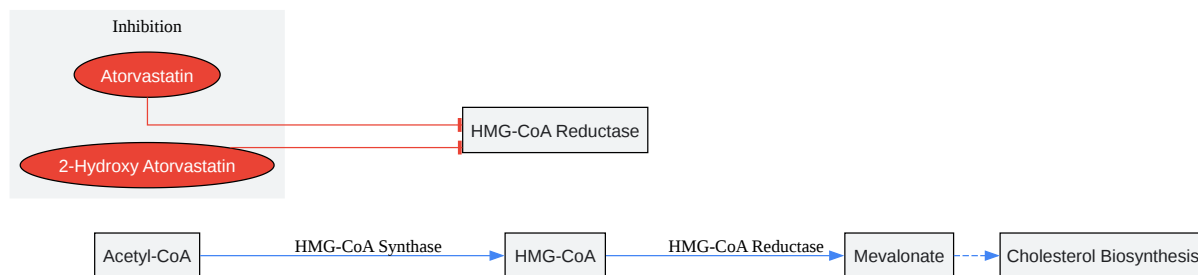 Inhibition
Atorvastatin
HMG-CoA Reductase
2-Hydroxy Atorvastatin
HMG-CoA Synthase
HMG-CoA Reductase
Acetyl-CoA
HMG-CoA
Mevalonate
Cholesterol Biosynthesis